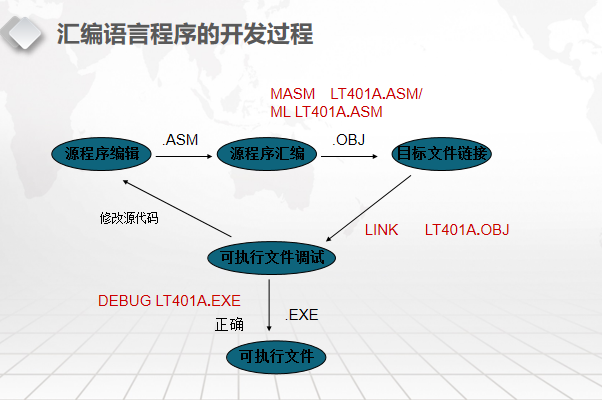 汇编语言程序的开发过程
MASM LT401A.ASM/
ML LT401A.ASM
源程序编辑
.ASM
源程序汇编
.OBJ
目标文件链接
修改源代码
LINK LT401A.OBJ
可执行文件调试
DEBUG LT401A.EXE
.EXE
正确
可执行文件